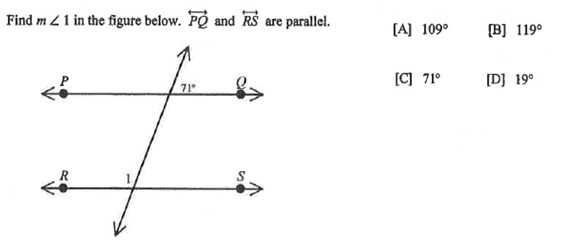 Find m ∠ 1 in the figure below. PQ and RS are parallel.
[A] 109° [B] 119°
[C] 71° [D] 19°
P 71° Q
R 1 S